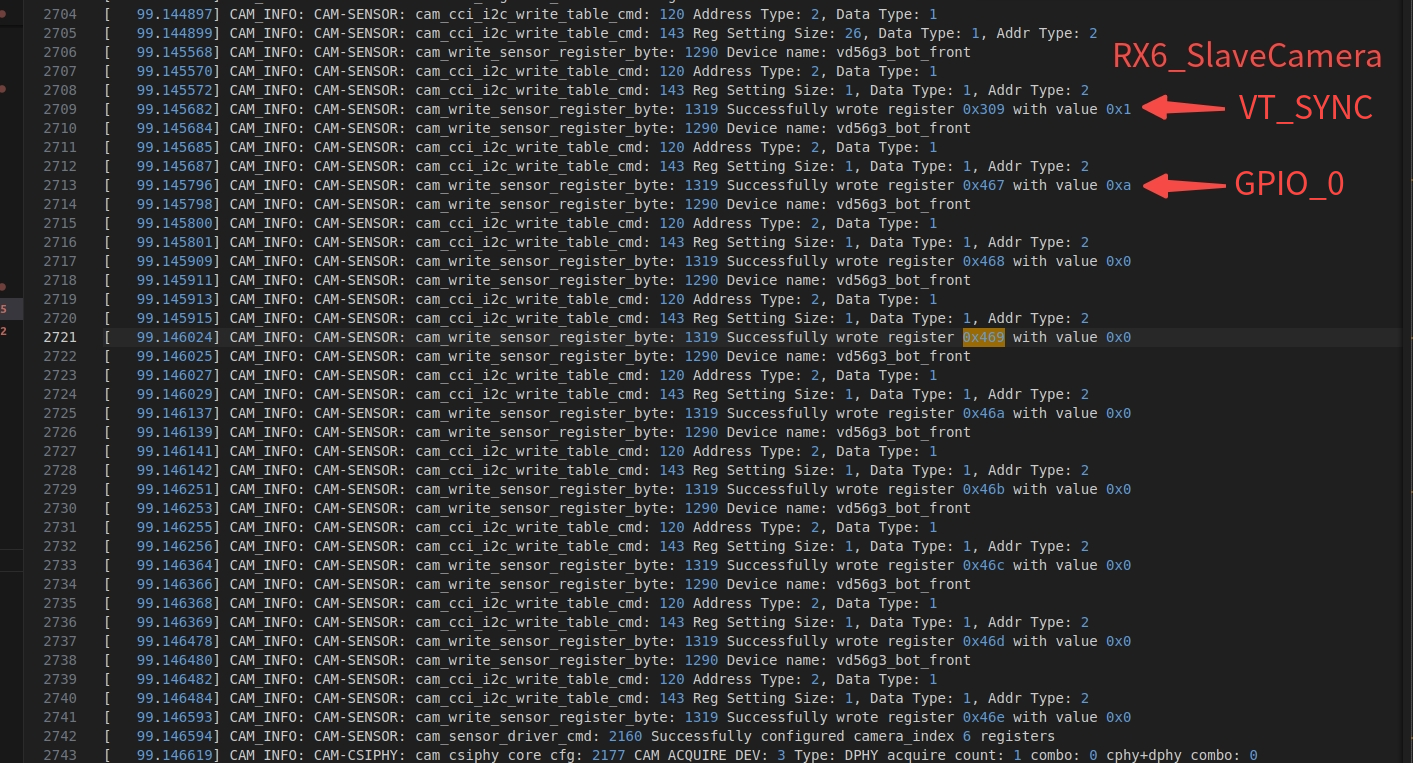 2704 [ 99.144897] CAM_INFO: CAM-SENSOR: cam_cci_i2c_write_table_cmd: 120 Address Type: 2, Data Type: 1
2705 [ 99.144899] CAM_INFO: CAM-SENSOR: cam_cci_i2c_write_table_cmd: 143 Reg Setting Size: 26, Data Type: 1, Addr Type: 2
2706 [ 99.145568] CAM_INFO: CAM-SENSOR: cam_write_sensor_register_byte: 1290 Device name: vd56g3_bot_front
RX6_SlaveCamera
2707 [ 99.145570] CAM_INFO: CAM-SENSOR: cam_cci_i2c_write_table_cmd: 120 Address Type: 2, Data Type: 1
2708 [ 99.145572] CAM_INFO: CAM-SENSOR: cam_cci_i2c_write_table_cmd: 143 Reg Setting Size: 1, Data Type: 1, Addr Type: 2
2709 [ 99.145682] CAM_INFO: CAM-SENSOR: cam_write_sensor_register_byte: 1319 Successfully wrote register 0x309 with value 0x1
VT_SYNC
2710 [ 99.145684] CAM_INFO: CAM-SENSOR: cam_write_sensor_register_byte: 1290 Device name: vd56g3_bot_front
2711 [ 99.145685] CAM_INFO: CAM-SENSOR: cam_cci_i2c_write_table_cmd: 120 Address Type: 2, Data Type: 1
2712 [ 99.145687] CAM_INFO: CAM-SENSOR: cam_cci_i2c_write_table_cmd: 143 Reg Setting Size: 1, Data Type: 1, Addr Type: 2
2713 [ 99.145796] CAM_INFO: CAM-SENSOR: cam_write_sensor_register_byte: 1319 Successfully wrote register 0x467 with value 0xa
GPIO_0
2714 [ 99.145798] CAM_INFO: CAM-SENSOR: cam_write_sensor_register_byte: 1290 Device name: vd56g3_bot_front
2715 [ 99.145800] CAM_INFO: CAM-SENSOR: cam_cci_i2c_write_table_cmd: 120 Address Type: 2, Data Type: 1
2716 [ 99.145801] CAM_INFO: CAM-SENSOR: cam_cci_i2c_write_table_cmd: 143 Reg Setting Size: 1, Data Type: 1, Addr Type: 2
2717 [ 99.145909] CAM_INFO: CAM-SENSOR: cam_write_sensor_register_byte: 1319 Successfully wrote register 0x468 with value 0x0
2718 [ 99.145911] CAM_INFO: CAM-SENSOR: cam_write_sensor_register_byte: 1290 Device name: vd56g3_bot_front
2719 [ 99.145913] CAM_INFO: CAM-SENSOR: cam_cci_i2c_write_table_cmd: 120 Address Type: 2, Data Type: 1
5
2720 [ 99.145915] CAM_INFO: CAM-SENSOR: cam_cci_i2c_write_table_cmd: 143 Reg Setting Size: 1, Data Type: 1, Addr Type: 2
2
2721 [ 99.146024] CAM_INFO: CAM-SENSOR: cam_write_sensor_register_byte: 1319 Successfully wrote register 0x469 with value 0x0
2722 [ 99.146025] CAM_INFO: CAM-SENSOR: cam_write_sensor_register_byte: 1290 Device name: vd56g3_bot_front
2723 [ 99.146027] CAM_INFO: CAM-SENSOR: cam_cci_i2c_write_table_cmd: 120 Address Type: 2, Data Type: 1
2724 [ 99.146029] CAM_INFO: CAM-SENSOR: cam_cci_i2c_write_table_cmd: 143 Reg Setting Size: 1, Data Type: 1, Addr Type: 2
2725 [ 99.146137] CAM_INFO: CAM-SENSOR: cam_write_sensor_register_byte: 1319 Successfully wrote register 0x46a with value 0x0
2726 [ 99.146139] CAM_INFO: CAM-SENSOR: cam_write_sensor_register_byte: 1290 Device name: vd56g3_bot_front
2727 [ 99.146141] CAM_INFO: CAM-SENSOR: cam_cci_i2c_write_table_cmd: 120 Address Type: 2, Data Type: 1
2728 [ 99.146142] CAM_INFO: CAM-SENSOR: cam_cci_i2c_write_table_cmd: 143 Reg Setting Size: 1, Data Type: 1, Addr Type: 2
2729 [ 99.146251] CAM_INFO: CAM-SENSOR: cam_write_sensor_register_byte: 1319 Successfully wrote register 0x46b with value 0x0
2730 [ 99.146253] CAM_INFO: CAM-SENSOR: cam_write_sensor_register_byte: 1290 Device name: vd56g3_bot_front
2731 [ 99.146255] CAM_INFO: CAM-SENSOR: cam_cci_i2c_write_table_cmd: 120 Address Type: 2, Data Type: 1
2732 [ 99.146256] CAM_INFO: CAM-SENSOR: cam_cci_i2c_write_table_cmd: 143 Reg Setting Size: 1, Data Type: 1, Addr Type: 2
2733 [ 99.146364] CAM_INFO: CAM-SENSOR: cam_write_sensor_register_byte: 1319 Successfully wrote register 0x46c with value 0x0
2734 [ 99.146366] CAM_INFO: CAM-SENSOR: cam_write_sensor_register_byte: 1290 Device name: vd56g3_bot_front
2735 [ 99.146368] CAM_INFO: CAM-SENSOR: cam_cci_i2c_write_table_cmd: 120 Address Type: 2, Data Type: 1
2736 [ 99.146369] CAM_INFO: CAM-SENSOR: cam_cci_i2c_write_table_cmd: 143 Reg Setting Size: 1, Data Type: 1, Addr Type: 2
2737 [ 99.146478] CAM_INFO: CAM-SENSOR: cam_write_sensor_register_byte: 1319 Successfully wrote register 0x46d with value 0x0
2738 [ 99.146480] CAM_INFO: CAM-SENSOR: cam_write_sensor_register_byte: 1290 Device name: vd56g3_bot_front
2739 [ 99.146482] CAM_INFO: CAM-SENSOR: cam_cci_i2c_write_table_cmd: 120 Address Type: 2, Data Type: 1
2740 [ 99.146484] CAM_INFO: CAM-SENSOR: cam_cci_i2c_write_table_cmd: 143 Reg Setting Size: 1, Data Type: 1, Addr Type: 2
2741 [ 99.146593] CAM_INFO: CAM-SENSOR: cam_write_sensor_register_byte: 1319 Successfully wrote register 0x46e with value 0x0
2742 [ 99.146594] CAM_INFO: CAM-SENSOR: cam_sensor_driver_cmd: 2160 Successfully configured camera_index 6 registers
2743 [ 99.146619] CAM_INFO: CAM-CSIPHY: cam_csiphy_core_cfg: 2177 CAM_ACQUIRE_DEV: 3 Type: DPHY acquire_count: 1 combo: 0 cphy+dphy combo: 0